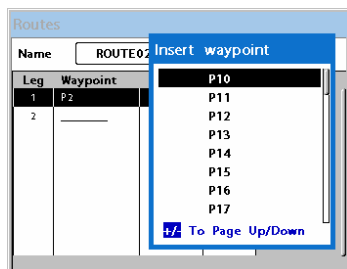 Routes
Name ROUTE02
Leg Waypoint
1 P2
2
Insert waypoint
P10
P11
P12
P13
P14
P15
P16
P17
+/- To Page Up/Down